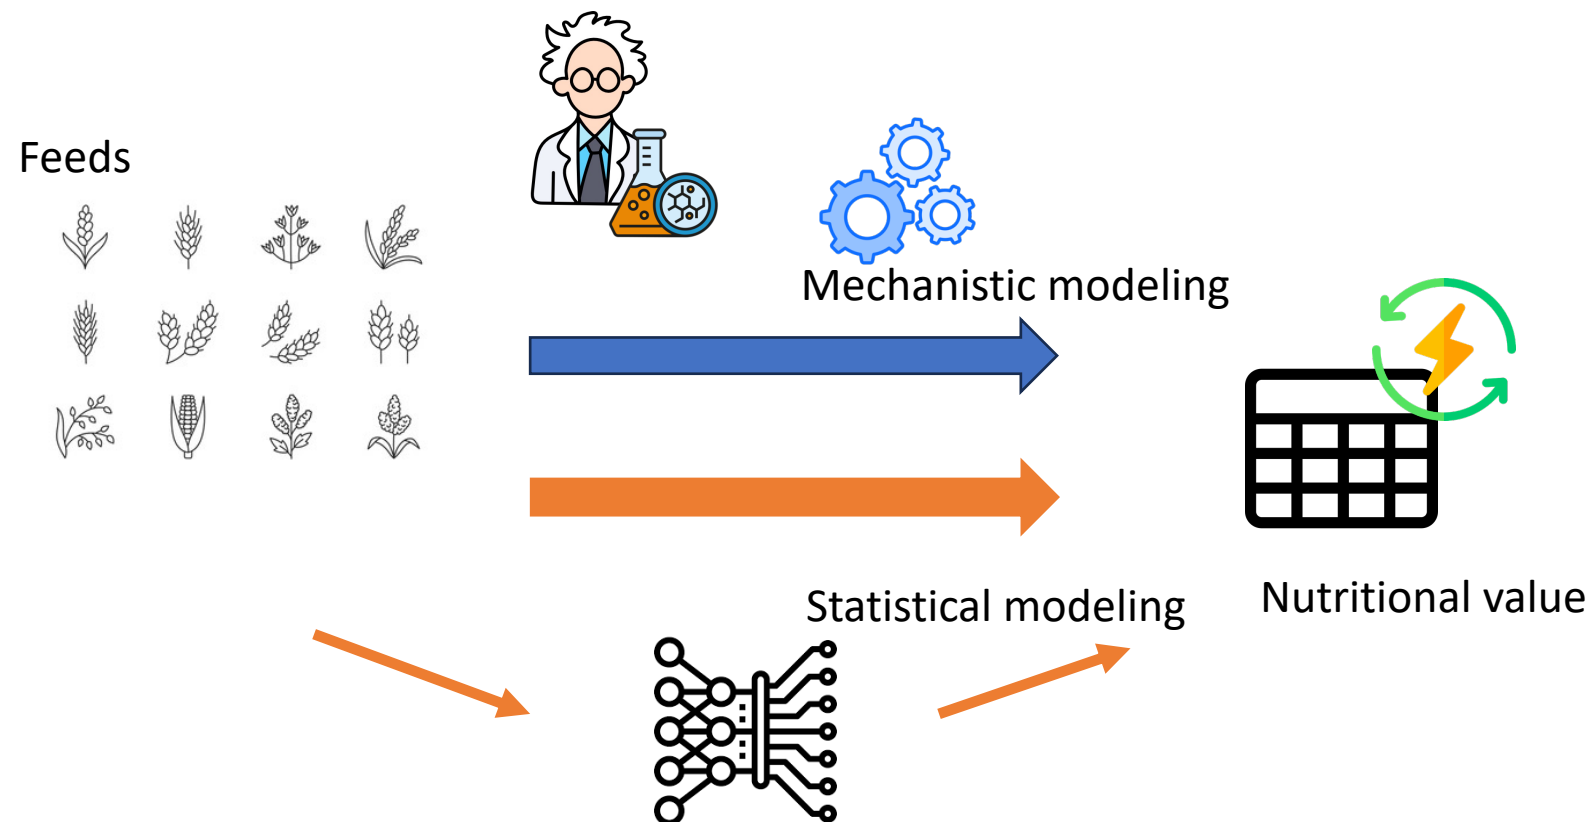 Feeds
Mechanistic modeling
Statistical modeling
Nutritional value